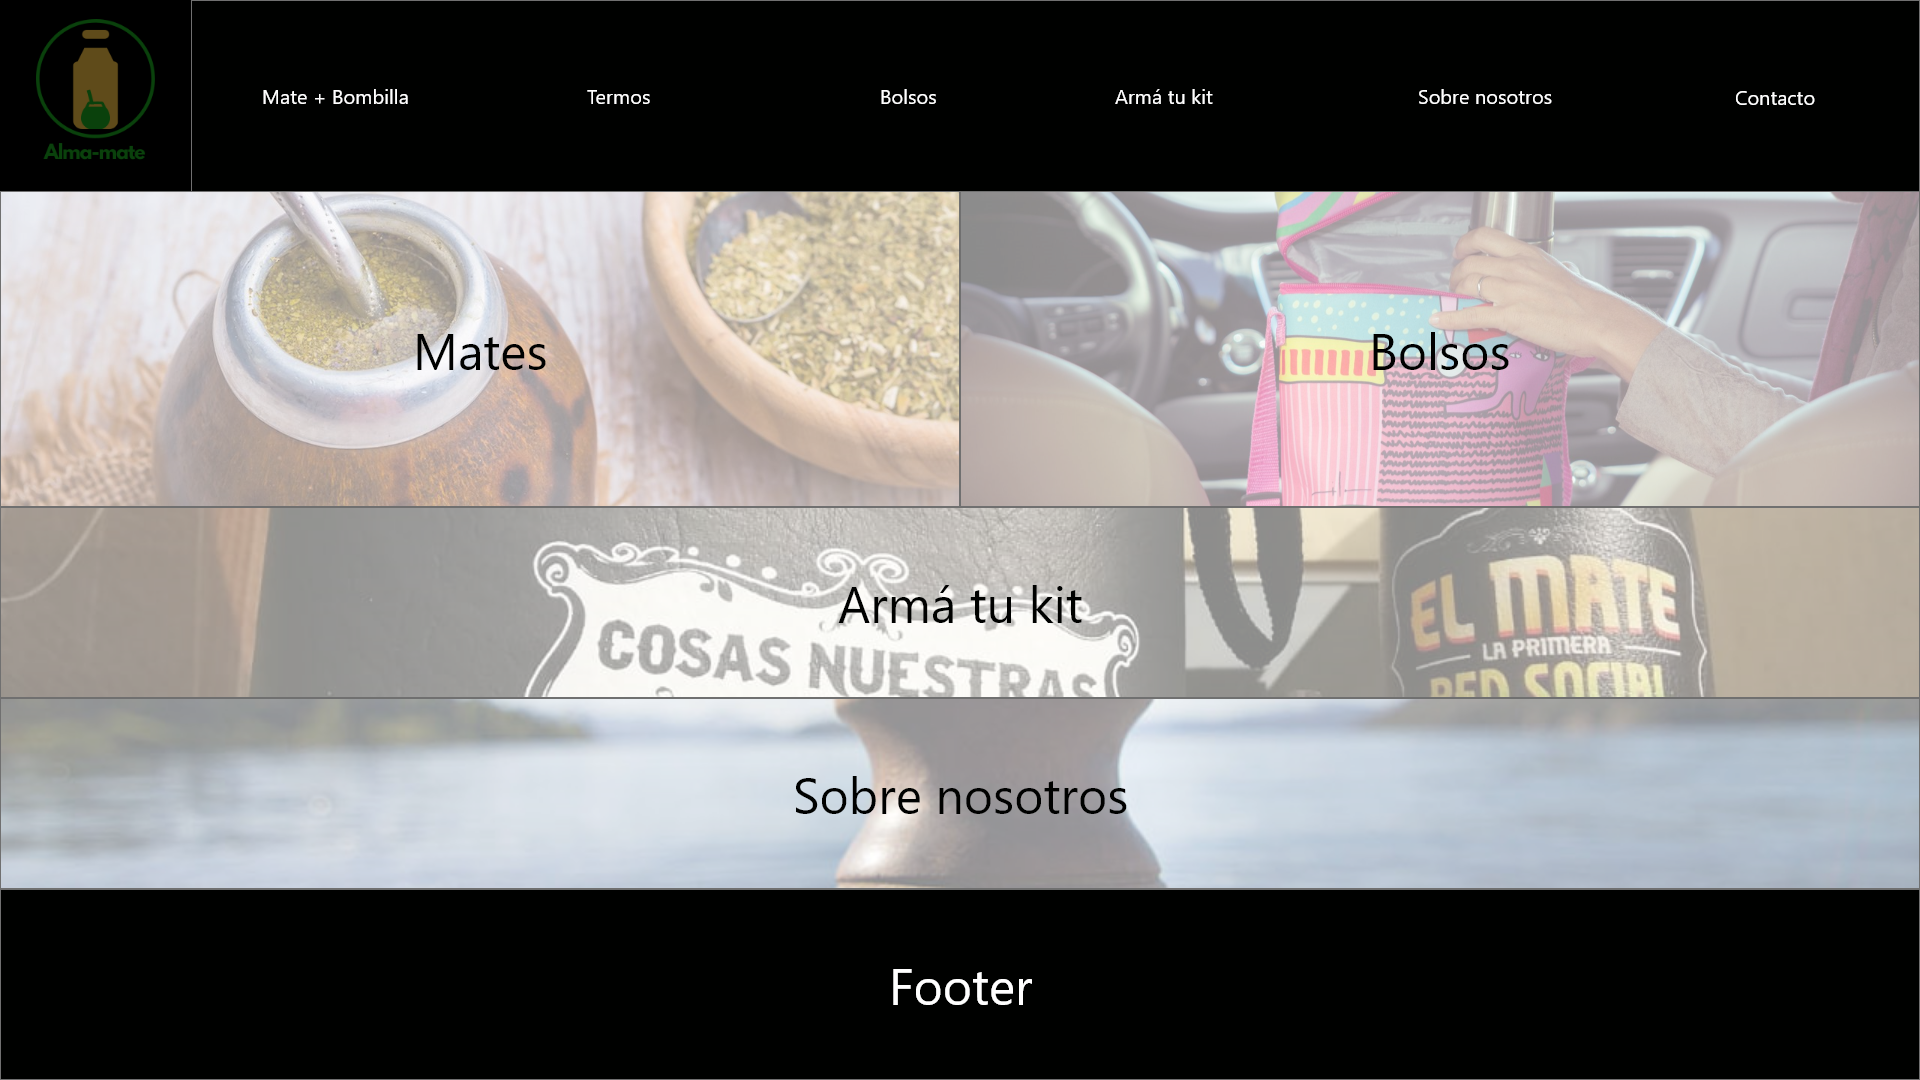 Alma-mate
Mate + Bombilla
Termos
Bolsos
Armá tu kit
Sobre nosotros
Contacto
Mates
Bolsos
Armá tu kit
COSAS NUESTRAS
EL MATE
LA PRIMERA
RED SOCIAL
Sobre nosotros
Footer